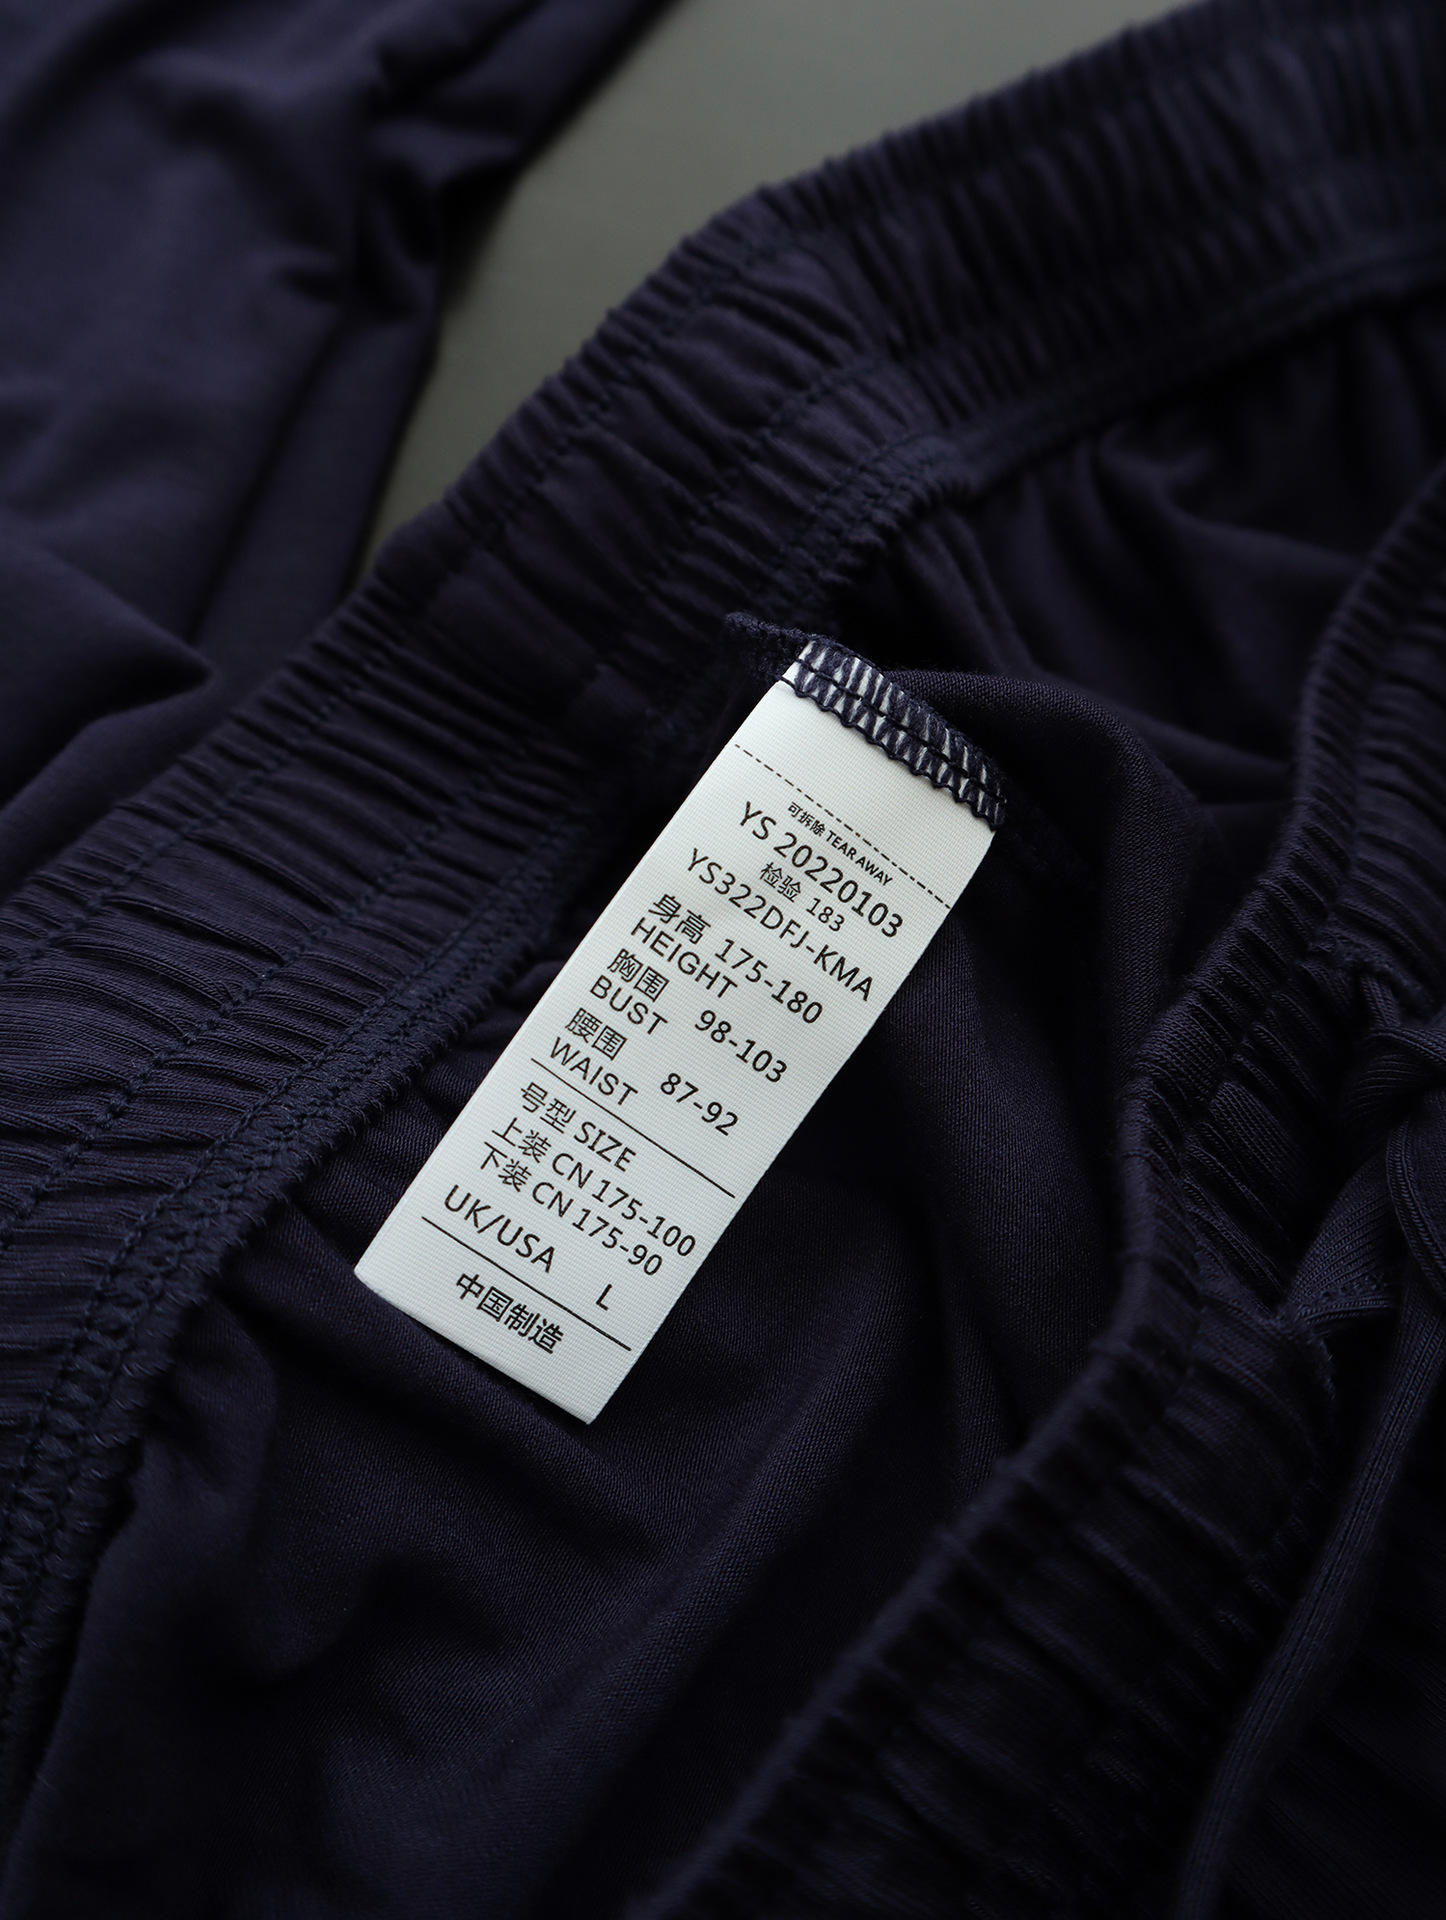 可拆除 TEAR AWAY
YS 20220103
检验 183
YS322DFJ-KMA
身高 175-180
HEIGHT
胸围 98-103
BUST
腰围 87-92
WAIST
号型 SIZE
上装 CN 175-100
下装 CN 175-90
UK/USA L
中国制造